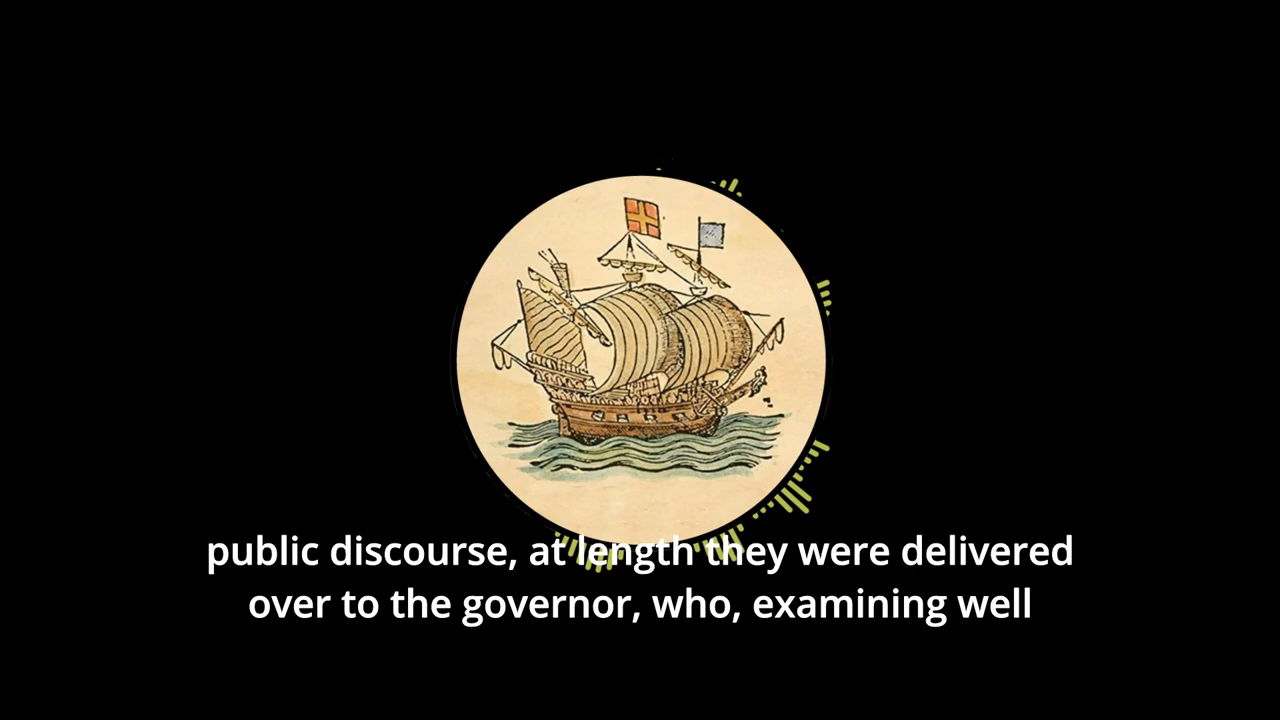 public discourse, at length they were delivered
over to the governor, who, examining well